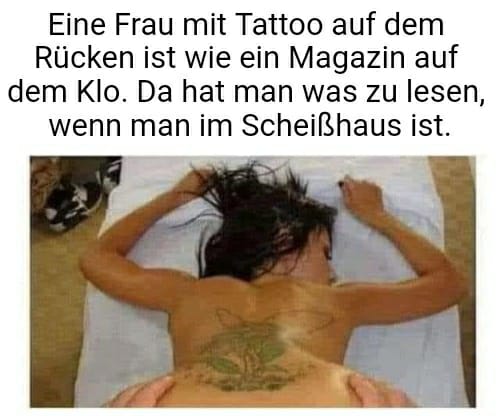 Eine Frau mit Tattoo auf dem
Rücken ist wie ein Magazin auf
dem Klo. Da hat man was zu lesen,
wenn man im Scheißhaus ist.